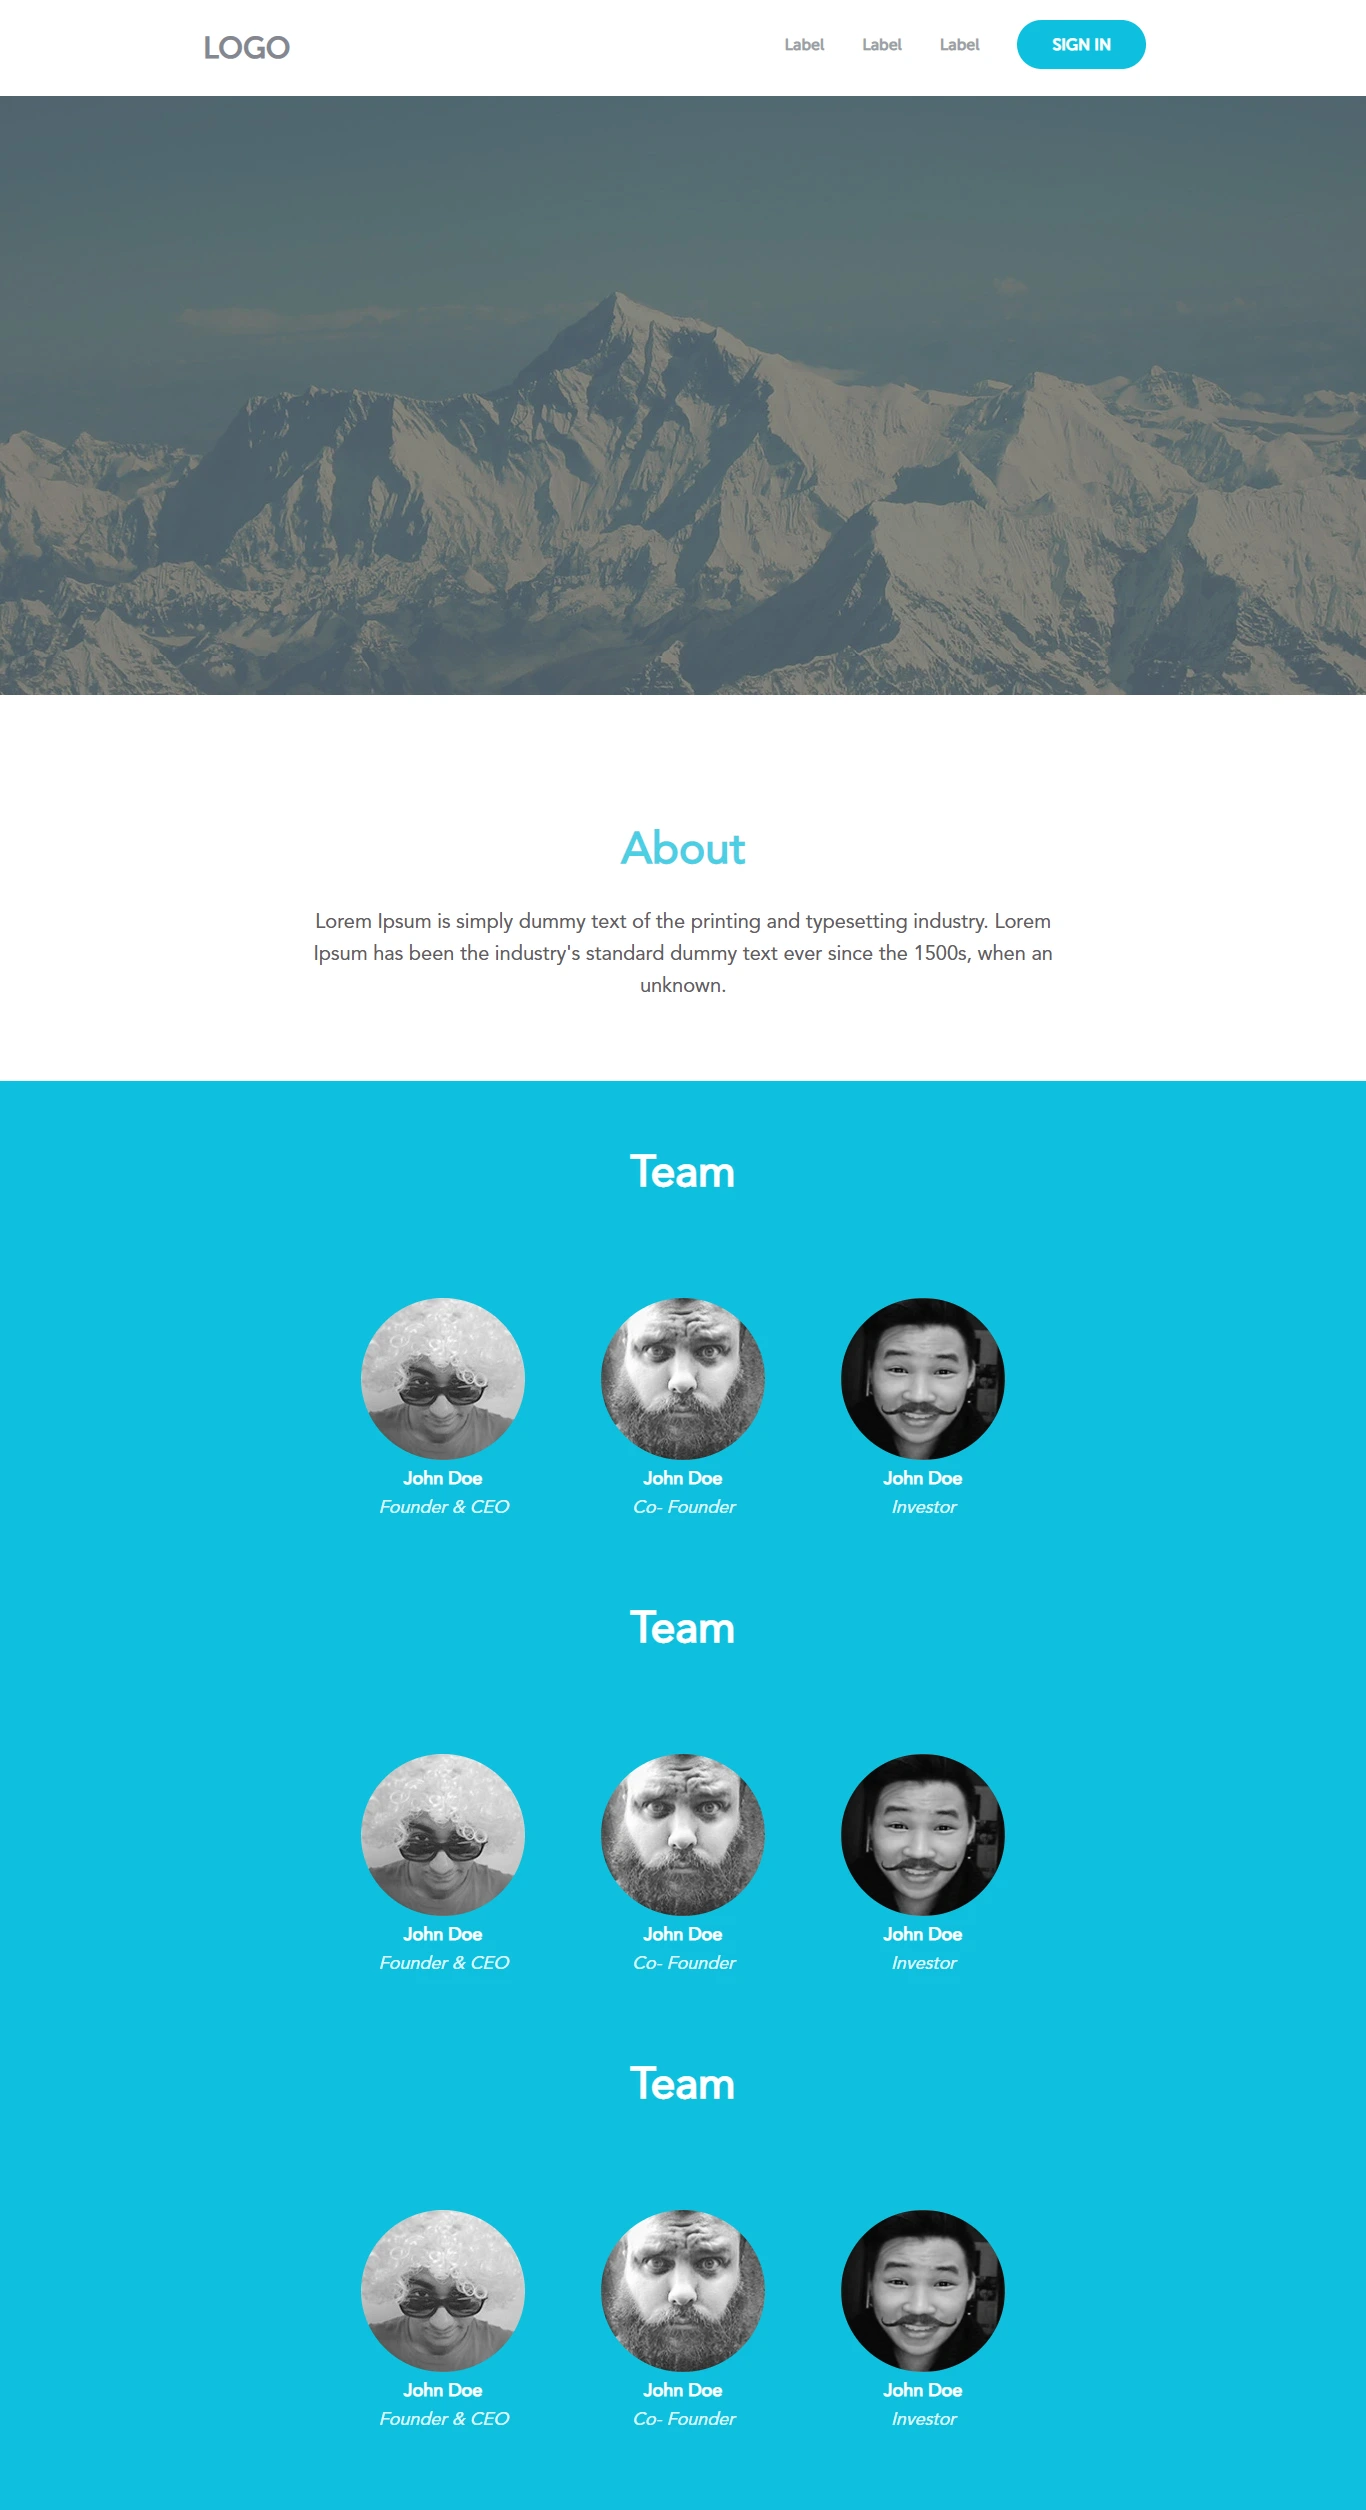 LOGO
Label Label Label SIGN IN
About
Lorem Ipsum is simply dummy text of the printing and typesetting industry. Lorem
Ipsum has been the industry's standard dummy text ever since the 1500s, when an
unknown.
Team
John Doe John Doe John Doe
Founder & CEO Co- Founder Investor
Team
John Doe John Doe John Doe
Founder & CEO Co- Founder Investor
Team
John Doe John Doe John Doe
Founder & CEO Co- Founder Investor